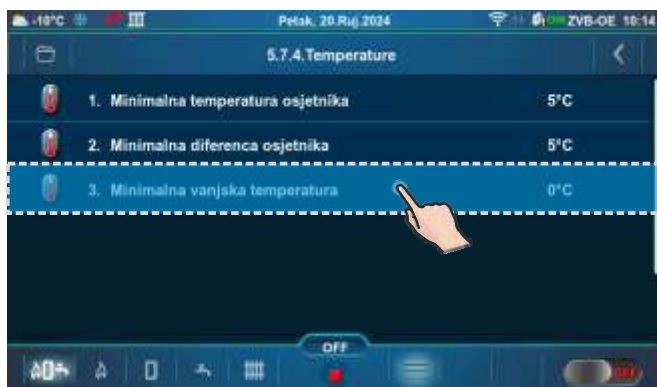 -10°C Petak, 20.Ruj.2024 ZVB-OE 10:14
5.7.4.Temperature
1. Minimalna temperatura osjetnika 5°C
2. Minimalna diferenca osjetnika 5°C
3. Minimalna vanjska temperatura 0°C
OFF
OFF